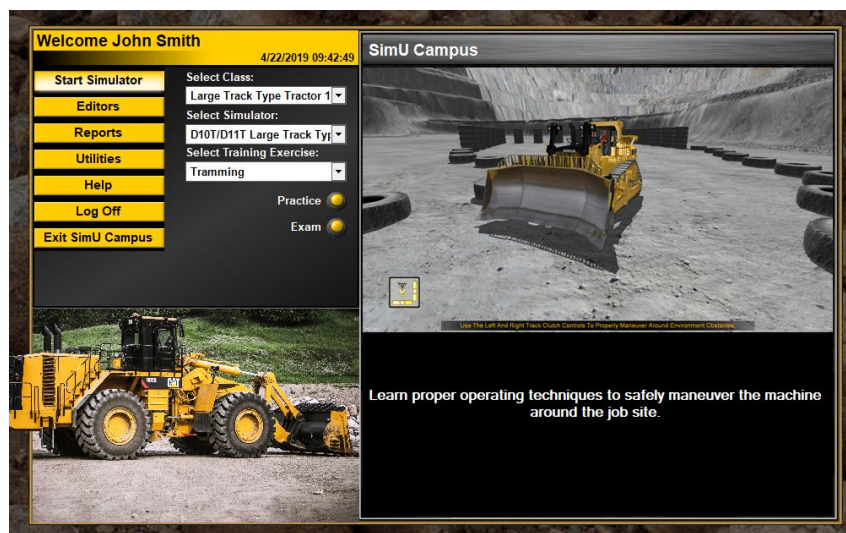 Welcome John Smith
4/22/2019 09:42:49
Start Simulator
Editors
Reports
Utilities
Help
Log Off
Exit SimU Campus
Select Class:
Large Track Type Tractor 1
Select Simulator:
D10T/D11T Large Track Typ
Select Training Exercise:
Tramming
Practice
Exam
CAT
SimU Campus
Use The Left And Right Track Clutch Controls To Properly Maneuver Around Environment Obstacles.
Learn proper operating techniques to safely maneuver the machine
around the job site.